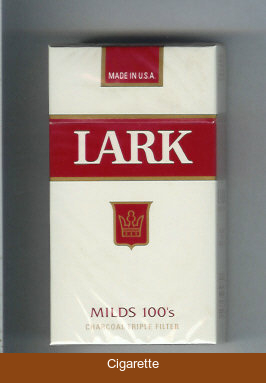 MADE IN U.S.A.
LARK
MILDS 100's
CHARCOAL TRIPLE FILTER
Cigarette